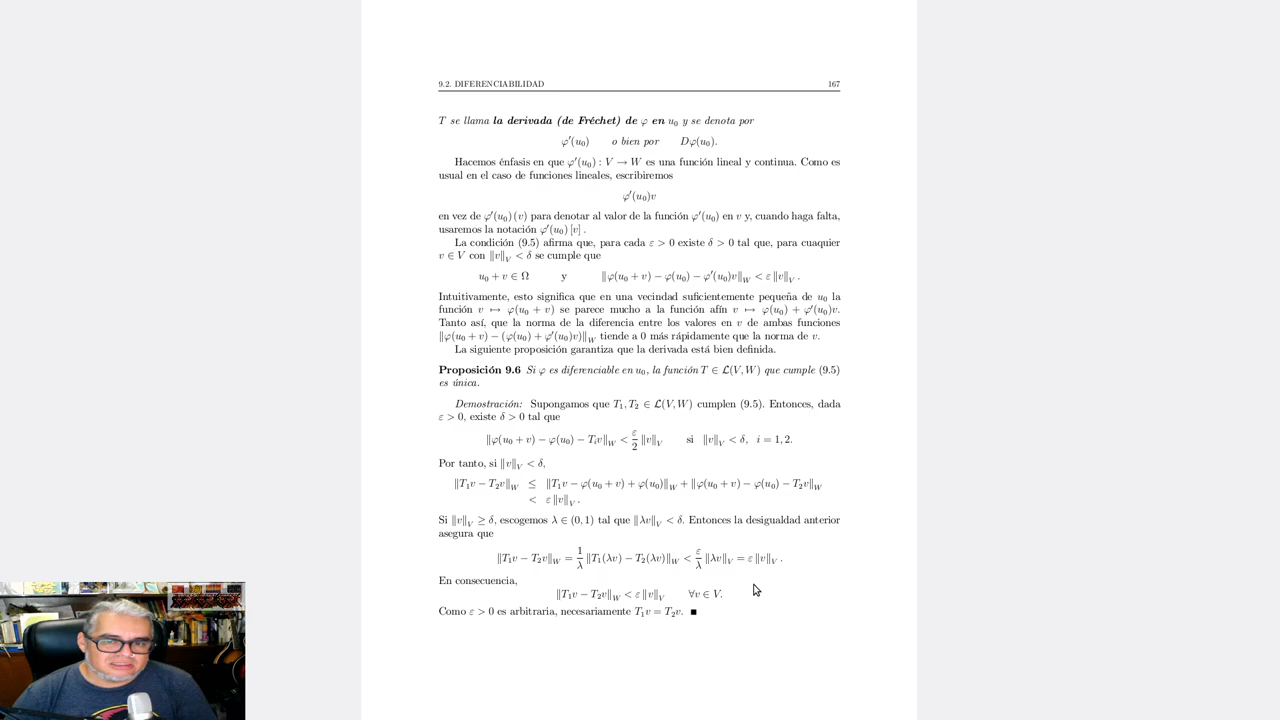 9.2. DIFERENCIABILIDAD 167
T se llama la derivada (de Fréchet) de φ en u₀ y se denota por
φ′(u₀) o bien por Dφ(u₀).
Hacemos énfasis en que φ′(u₀) : V → W es una función lineal y continua. Como es
usual en el caso de funciones lineales, escribiremos
φ′(u₀)v
en vez de φ′(u₀)(v) para denotar al valor de la función φ′(u₀) en v y, cuando haga falta,
usaremos la notación φ′(u₀) [v] .
La condición (9.5) afirma que, para cada ε > 0 existe δ > 0 tal que, para cuaquier
v ∈ V con ‖v‖_V < δ se cumple que
u₀ + v ∈ Ω y ‖φ(u₀ + v) − φ(u₀) − φ′(u₀)v‖_W < ε ‖v‖_V .
Intuitivamente, esto significa que en una vecindad suficientemente pequeña de u₀ la
función v ↦ φ(u₀ + v) se parece mucho a la función afín v ↦ φ(u₀) + φ′(u₀)v.
Tanto así, que la norma de la diferencia entre los valores en v de ambas funciones
‖φ(u₀ + v) − (φ(u₀) + φ′(u₀)v)‖_W tiende a 0 más rápidamente que la norma de v.
La siguiente proposición garantiza que la derivada está bien definida.
Proposición 9.6 Si φ es diferenciable en u₀, la función T ∈ ℒ(V, W) que cumple (9.5)
es única.
Demostración: Supongamos que T₁, T₂ ∈ ℒ(V, W) cumplen (9.5). Entonces, dada
ε > 0, existe δ > 0 tal que
‖φ(u₀ + v) − φ(u₀) − Tᵢv‖_W < ε/2 ‖v‖_V si ‖v‖_V < δ, i = 1, 2.
Por tanto, si ‖v‖_V < δ,
‖T₁v − T₂v‖_W ≤ ‖T₁v − φ(u₀ + v) + φ(u₀)‖_W + ‖φ(u₀ + v) − φ(u₀) − T₂v‖_W
< ε ‖v‖_V .
Si ‖v‖_V ≥ δ, escogemos λ ∈ (0, 1) tal que ‖λv‖_V < δ. Entonces la desigualdad anterior
asegura que
‖T₁v − T₂v‖_W = 1/λ ‖T₁(λv) − T₂(λv)‖_W < ε/λ ‖λv‖_V = ε ‖v‖_V .
En consecuencia,
‖T₁v − T₂v‖_W < ε ‖v‖_V ∀v ∈ V.
Como ε > 0 es arbitraria, necesariamente T₁v = T₂v. ■